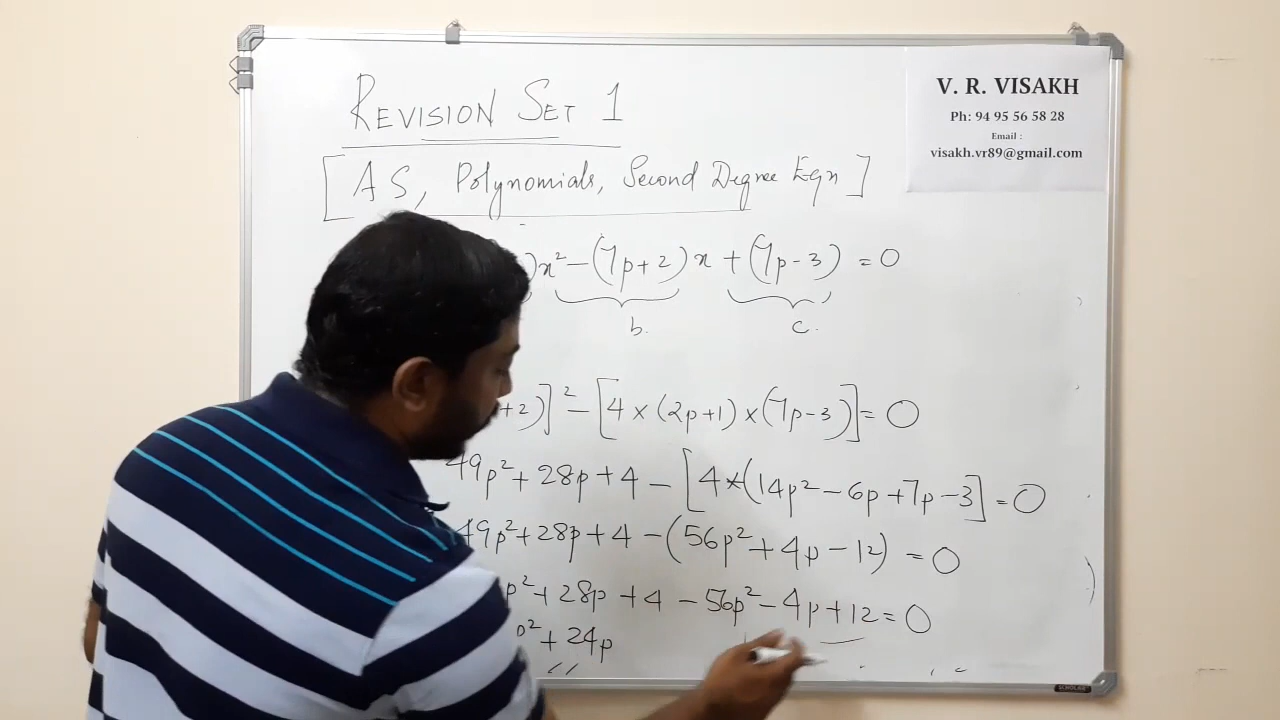 REVISION SET 1
[AS, Polynomials, Second Degree Eqn]
V. R. VISAKH
Ph: 94 95 56 58 28
Email :
visakh.vr89@gmail.com
)x² - (7p+2)x + (7p-3) = 0
b. c.
+2)]² - [4 × (2p+1) × (7p-3)] = 0
49p² + 28p + 4 - [4 × (14p² - 6p + 7p - 3] = 0
49p² + 28p + 4 - (56p² + 4p - 12) = 0
p² + 28p + 4 - 56p² - 4p + 12 = 0
p² + 24p